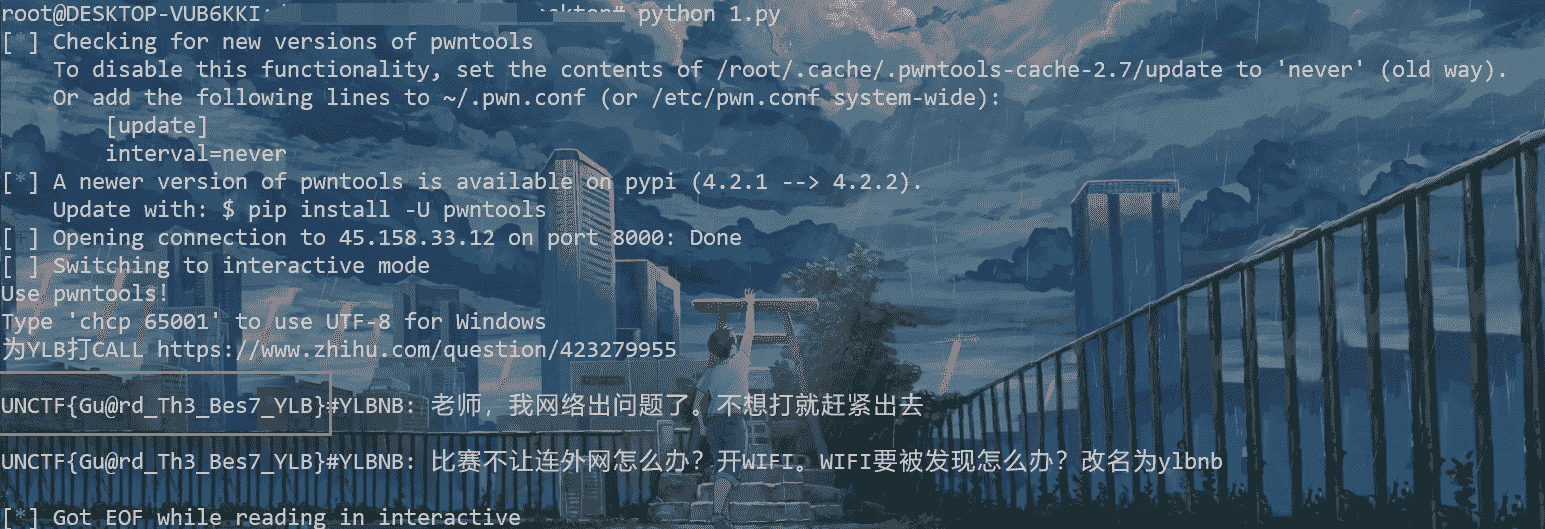 root@DESKTOP-VUB6KKI: python 1.py
[*] Checking for new versions of pwntools
To disable this functionality, set the contents of /root/.cache/.pwntools-cache-2.7/update to 'never' (old way).
Or add the following lines to ~/.pwn.conf (or /etc/pwn.conf system-wide):
[update]
interval=never
[*] A newer version of pwntools is available on pypi (4.2.1 --> 4.2.2).
Update with: $ pip install -U pwntools
[ ] Opening connection to 45.158.33.12 on port 8000: Done
[ ] Switching to interactive mode
Use pwntools!
Type 'chcp 65001' to use UTF-8 for Windows
为YLB打CALL https://www.zhihu.com/question/423279955
UNCTF{Gu@rd_Th3_Bes7_YLB}#YLBNB: 老师，我网络出问题了。不想打就赶紧出去
UNCTF{Gu@rd_Th3_Bes7_YLB}#YLBNB: 比赛不让连外网怎么办？开WIFI。WIFI要被发现怎么办？改名为ylbnb
[*] Got EOF while reading in interactive